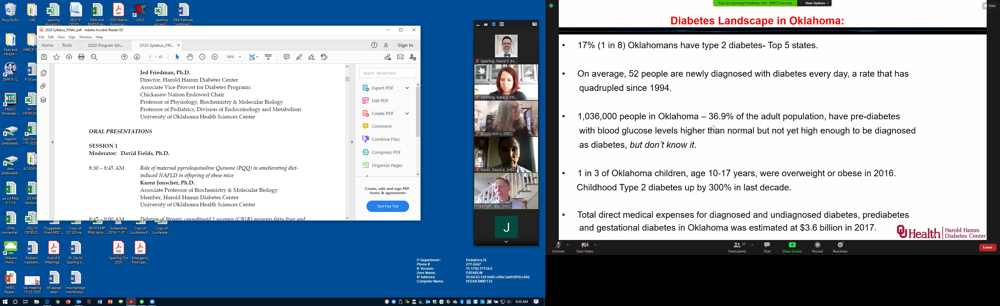 Recycle Bin
LAB
sparling
glycerol L...
082319
CRISPL...
RAW and
BMDM res...
2020 Native
American...
LAS X
sparling
glycerol ...
DKA Pathway
Combined ...
Peds and
Hospit...
LMBCR-D
EMR 9-12
R SA pa
MAGIC
Workstati...
041119
CRISPLD2
dsparlin
(pedsisped...
Sign Out
- FY 2020
data
(pedsisped...
ACADEM
ad svf RNA
4-1-19
DS MP
lipolysis
cDNA
concentrat...
052219
CRISPLD...
Tryggestad-...
Grant MSC ...
Copy of
021320 na...
091919 MP
RNA lipoly...
Screenshot
2019-11-01 ...
Copy of
Luciferase E...
Copy of
Luciferase ...
VMware
Horiz...
Pediatric
Inpatient...
Eval of E
Metzinge...
Dr. David
Sparling S...
Sparling Oct
2020
Emergency
Paid Leav...
HHDC
Resear...
lab meeting
10-23-2020
JW appeal
letter
macrophage
membrane...
2020 Syllabus_FINAL.pdf - Adobe Acrobat Reader DC
File Edit View Sign Window Help
Home Tools 2020 Program Sch... 2020 Syllabus_FIN... × Sign In
3 / 43 109%
Jed Friedman, Ph.D.
Director, Harold Hamm Diabetes Center
Associate Vice-Provost for Diabetes Programs
Chickasaw Nation Endowed Chair
Professor of Physiology, Biochemistry & Molecular Biology
Professor of Pediatrics, Division of Endocrinology and Metabolism
University of Oklahoma Health Sciences Center
ORAL PRESENTATIONS
SESSION 1
Moderator: David Fields, Ph.D.
8:30 – 8:45 AM Role of maternal pyrroloquinoline Quinone (PQQ) in ameliorating diet-
induced NAFLD in offspring of obese mice
Karen Jonscher, Ph.D.
Associate Professor of Biochemistry & Molecular Biology
Member, Harold Hamm Diabetes Center
University of Oklahoma Health Sciences Center
8:45 – 9:00 AM Deletion of Hepatic cannabinoid 1 receptor (CB1R) prevents fatty liver and
Search 'Watermark'
Export PDF
Edit PDF
Create PDF
Comment
Combine Files
Compress PDF
Organize Pages
Create, edit and sign PDF
forms & agreements
Start Free Trial
Sparling, David P (H...
Hoefling, Katie E (HS...
Olson, Ann L. (HSC)
Fields, David A. (HSC)
Friedman, Jed (HSC)
J
IT Department : Pediatrics IS
Phone # 271-6247
IE Version: 11.1792.17134.0
User Name: DSPARLIN
IP Address: 10.64.63.128 fe80::c08e:3a00:9f10:c492
Computer Name: PEDSX3WKFT32
8:20 AM
You are viewing Friedman, Jed (HSC)'s screen View Options
View
Diabetes Landscape in Oklahoma:
• 17% (1 in 8) Oklahomans have type 2 diabetes- Top 5 states.
• On average, 52 people are newly diagnosed with diabetes every day, a rate that has
quadrupled since 1994.
• 1,036,000 people in Oklahoma – 36.9% of the adult population, have pre-diabetes
with blood glucose levels higher than normal but not yet high enough to be diagnosed
as diabetes, but don't know it.
• 1 in 3 of Oklahoma children, age 10-17 years, were overweight or obese in 2016.
Childhood Type 2 diabetes up by 300% in last decade.
• Total direct medical expenses for diagnosed and undiagnosed diabetes, prediabetes
and gestational diabetes in Oklahoma was estimated at $3.6 billion in 2017.
OU Health | Harold Hamm
Diabetes Center
Unmute
Start Video
Participants 37
Chat
Share Screen
Record
Reactions
Leave